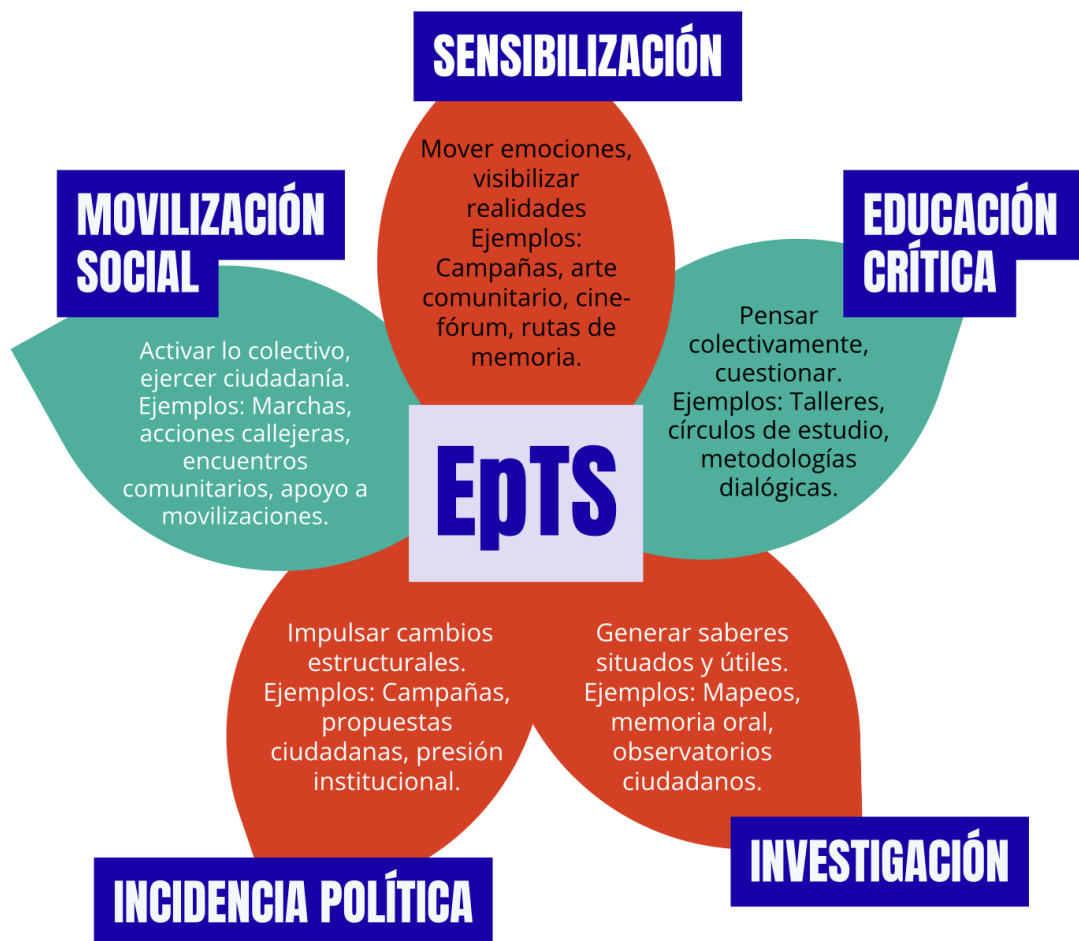 SENSIBILIZACIÓN
Mover emociones,
visibilizar
realidades
Ejemplos:
Campañas, arte
comunitario, cine-
fórum, rutas de
memoria.
EDUCACIÓN
CRÍTICA
Pensar
colectivamente,
cuestionar.
Ejemplos: Talleres,
círculos de estudio,
metodologías
dialógicas.
MOVILIZACIÓN
SOCIAL
Activar lo colectivo,
ejercer ciudadanía.
Ejemplos: Marchas,
acciones callejeras,
encuentros
comunitarios, apoyo a
movilizaciones.
EpTS
Impulsar cambios
estructurales.
Ejemplos: Campañas,
propuestas
ciudadanas, presión
institucional.
INCIDENCIA POLÍTICA
Generar saberes
situados y útiles.
Ejemplos: Mapeos,
memoria oral,
observatorios
ciudadanos.
INVESTIGACIÓN